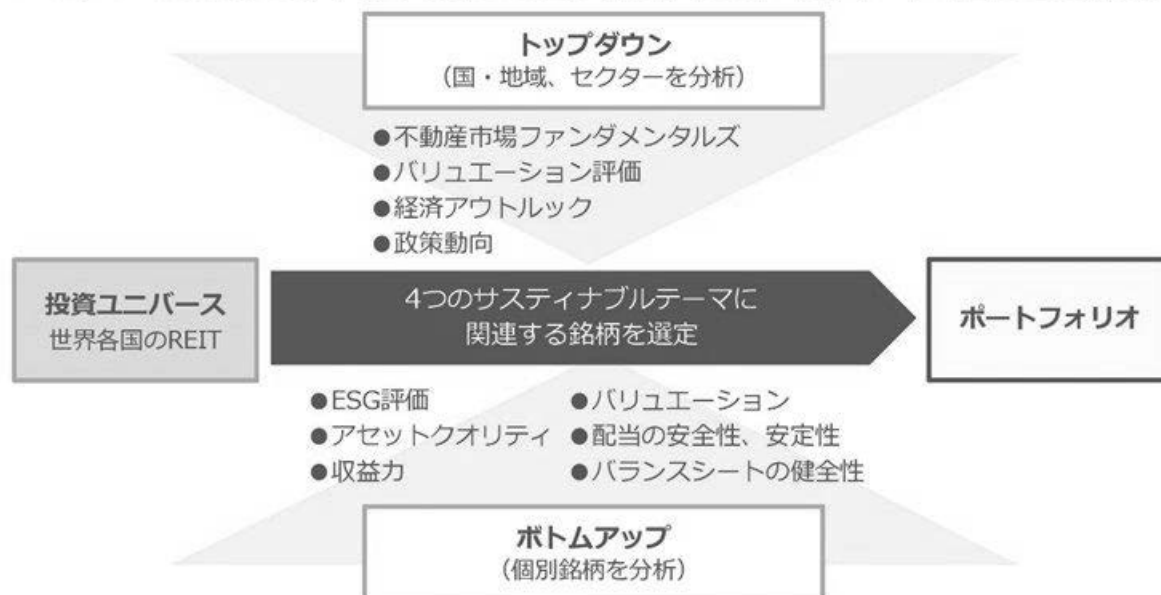 トップダウン
（国・地域、セクターを分析）
●不動産市場ファンダメンタルズ
●バリュエーション評価
●経済アウトルック
●政策動向
投資ユニバース
世界各国のREIT
4つのサスティナブルテーマに
関連する銘柄を選定
ポートフォリオ
●ESG評価
●アセットクオリティ
●収益力
●バリュエーション
●配当の安全性、安定性
●バランスシートの健全性
ボトムアップ
（個別銘柄を分析）